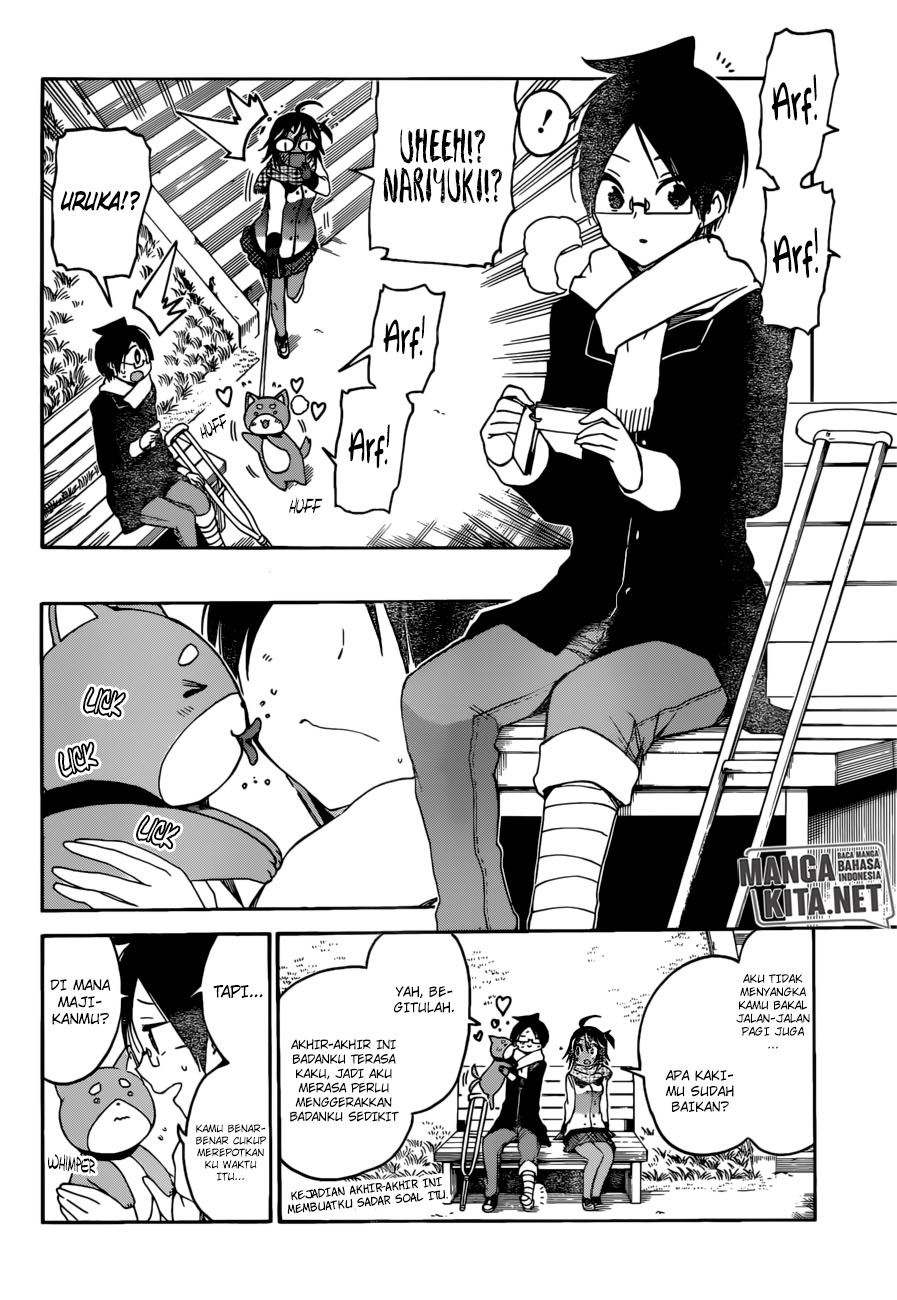 Arf!
Arf!
!
UHEEH!?
NARIYUKI!?
URUKA!?
Arf!
Arf!
HUFF
HUFF
LICK
LICK
LICK
MANGA
KITA.NET
BACA MANGA
BAHASA
INDONESIA
AKU TIDAK
MENYANGKA
KAMU BAKAL
JALAN-JALAN
PAGI JUGA
...
APA KAKI-
MU SUDAH
BAIKAN?
YAH, BE-
GITULAH.
AKHIR-AKHIR INI
BADANKU TERASA
KAKU, JADI AKU
MERASA PERLU
MENGGERAKKAN
BADANKU SEDIKIT
KEJADIAN AKHIR-AKHIR INI
MEMBUATKU SADAR SOAL ITU.
TAPI...
KAMU BENAR-
BENAR CUKUP
MEREPOTKAN
KU WAKTU
ITU...
DI MANA
MAJI-
KANMU?
WHIMPER